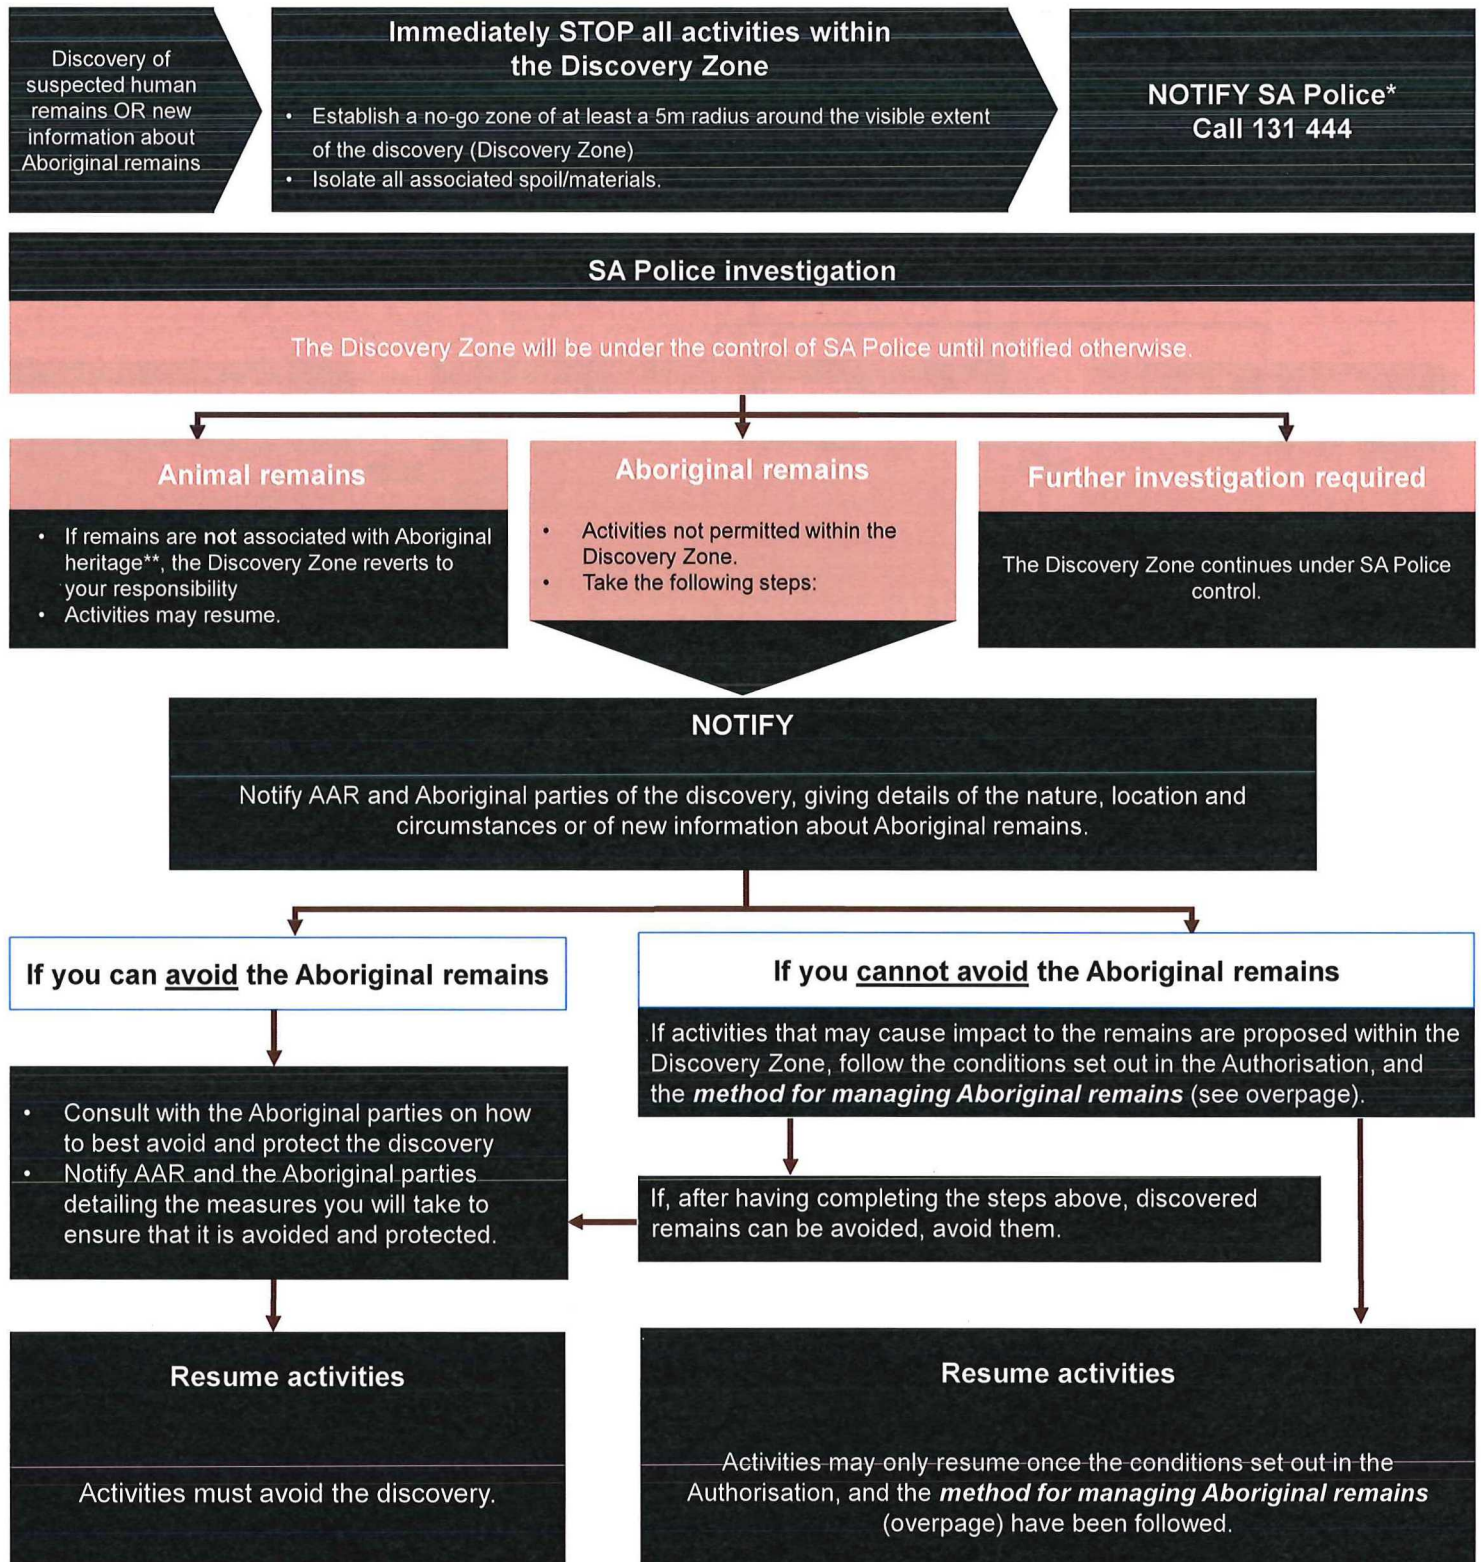 Discovery of
suspected human
remains OR new
information about
Aboriginal remains
Immediately STOP all activities within
the Discovery Zone
• Establish a no-go zone of at least a 5m radius around the visible extent
of the discovery (Discovery Zone)
• Isolate all associated spoil/materials.
NOTIFY SA Police*
Call 131 444
SA Police investigation
The Discovery Zone will be under the control of SA Police until notified otherwise.
Animal remains
• If remains are not associated with Aboriginal
heritage**, the Discovery Zone reverts to
your responsibility
• Activities may resume.
Aboriginal remains
• Activities not permitted within the
Discovery Zone.
• Take the following steps:
Further investigation required
The Discovery Zone continues under SA Police
control.
NOTIFY
Notify AAR and Aboriginal parties of the discovery, giving details of the nature, location and
circumstances or of new information about Aboriginal remains.
If you can avoid the Aboriginal remains
• Consult with the Aboriginal parties on how
to best avoid and protect the discovery
• Notify AAR and the Aboriginal parties
detailing the measures you will take to
ensure that it is avoided and protected.
Resume activities
Activities must avoid the discovery.
If you cannot avoid the Aboriginal remains
If activities that may cause impact to the remains are proposed within the
Discovery Zone, follow the conditions set out in the Authorisation, and
the method for managing Aboriginal remains (see overpage).
If, after having completing the steps above, discovered
remains can be avoided, avoid them.
Resume activities
Activities may only resume once the conditions set out in the
Authorisation, and the method for managing Aboriginal remains
(overpage) have been followed.